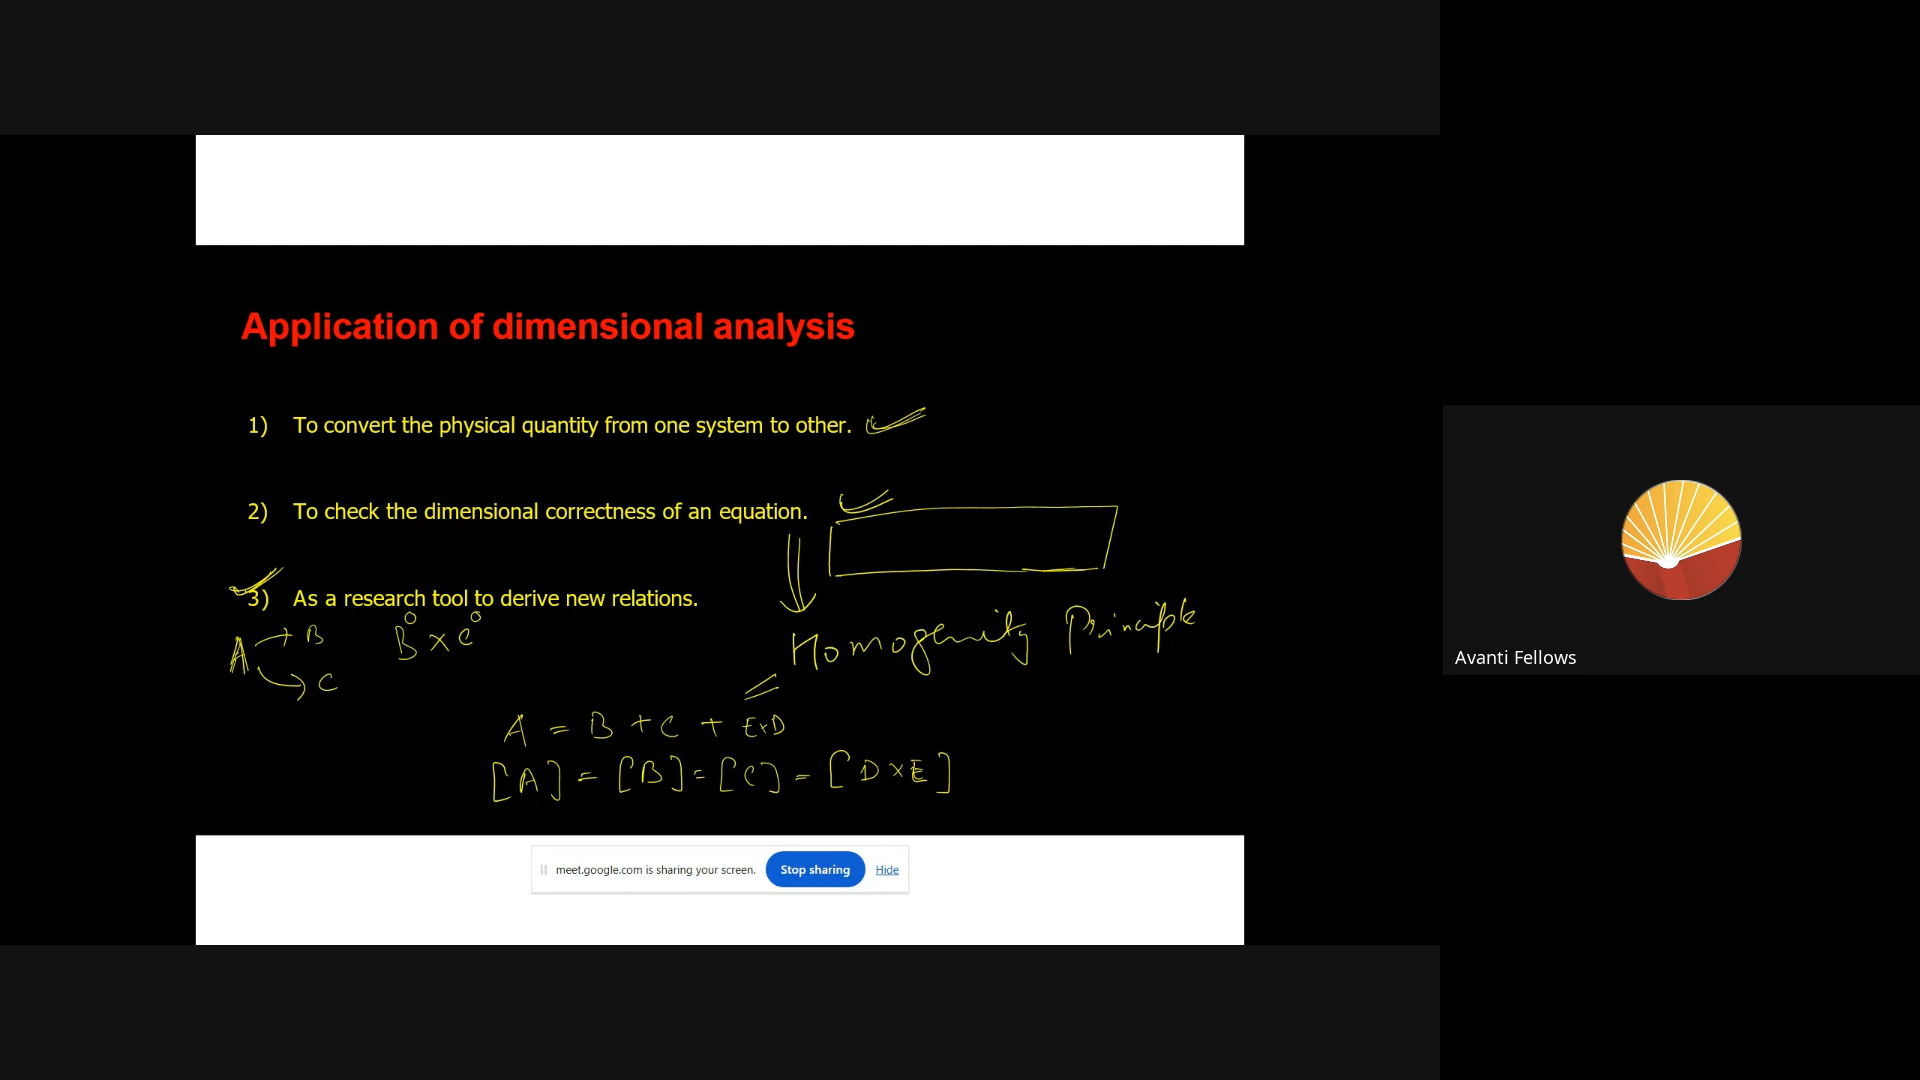 Application of dimensional analysis
1) To convert the physical quantity from one system to other.
2) To check the dimensional correctness of an equation.
3) As a research tool to derive new relations.
A → B
→ C
B° × C°
Homogenity Principle
A = B + C + E×D
[A] = [B] = [C] = [D×E]
meet.google.com is sharing your screen. Stop sharing Hide
Avanti Fellows